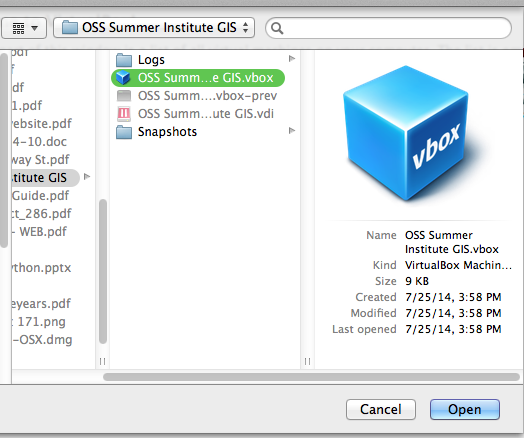 OSS Summer Institute GIS
df
df
1.pdf
website.pdf
4-10.doc
way St.pdf
stitute GIS
Guide.pdf
ct_286.pdf
- WEB.pdf
ython.pptx
eyears.pdf
171.png
-OSX.dmg
Logs
OSS Summ...e GIS.vbox
OSS Summ....vbox-prev
OSS Summ...ute GIS.vdi
Snapshots
vbox
Name OSS Summer
Institute GIS.vbox
Kind VirtualBox Machin...
Size 9 KB
Created 7/25/14, 3:58 PM
Modified 7/25/14, 3:58 PM
Last opened 7/25/14, 3:58 PM
Cancel
Open